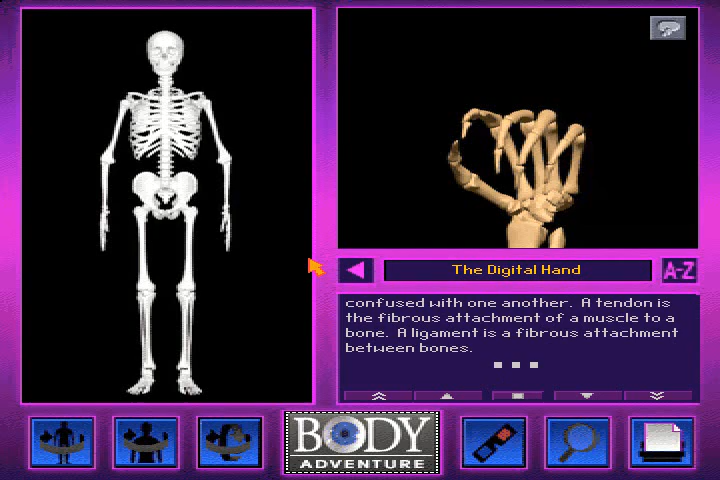 The Digital Hand
A-Z
confused with one another. A tendon is
the fibrous attachment of a muscle to a
bone. A ligament is a fibrous attachment
between bones.
BODY
ADVENTURE